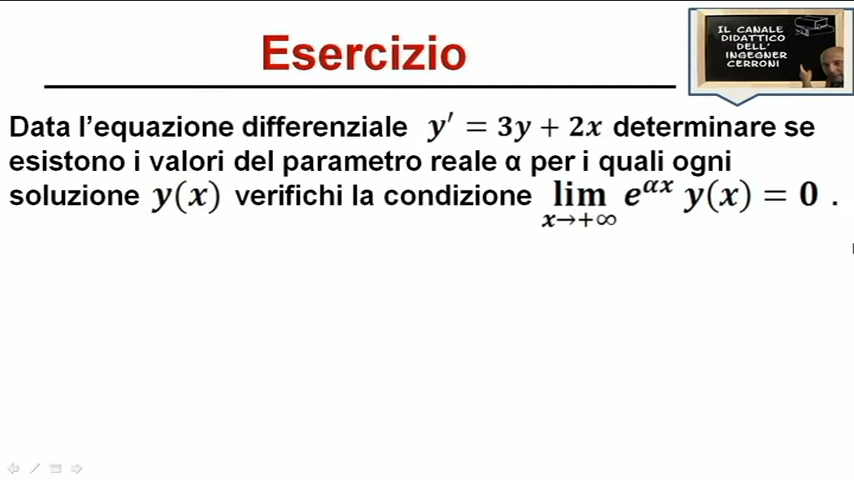 Esercizio
IL CANALE
DIDATTICO
DELL'
INGEGNER
CERRONI
Data l'equazione differenziale y′ = 3y + 2x determinare se
esistono i valori del parametro reale α per i quali ogni
soluzione y(x) verifichi la condizione lim x→+∞ e^{αx} y(x) = 0 .